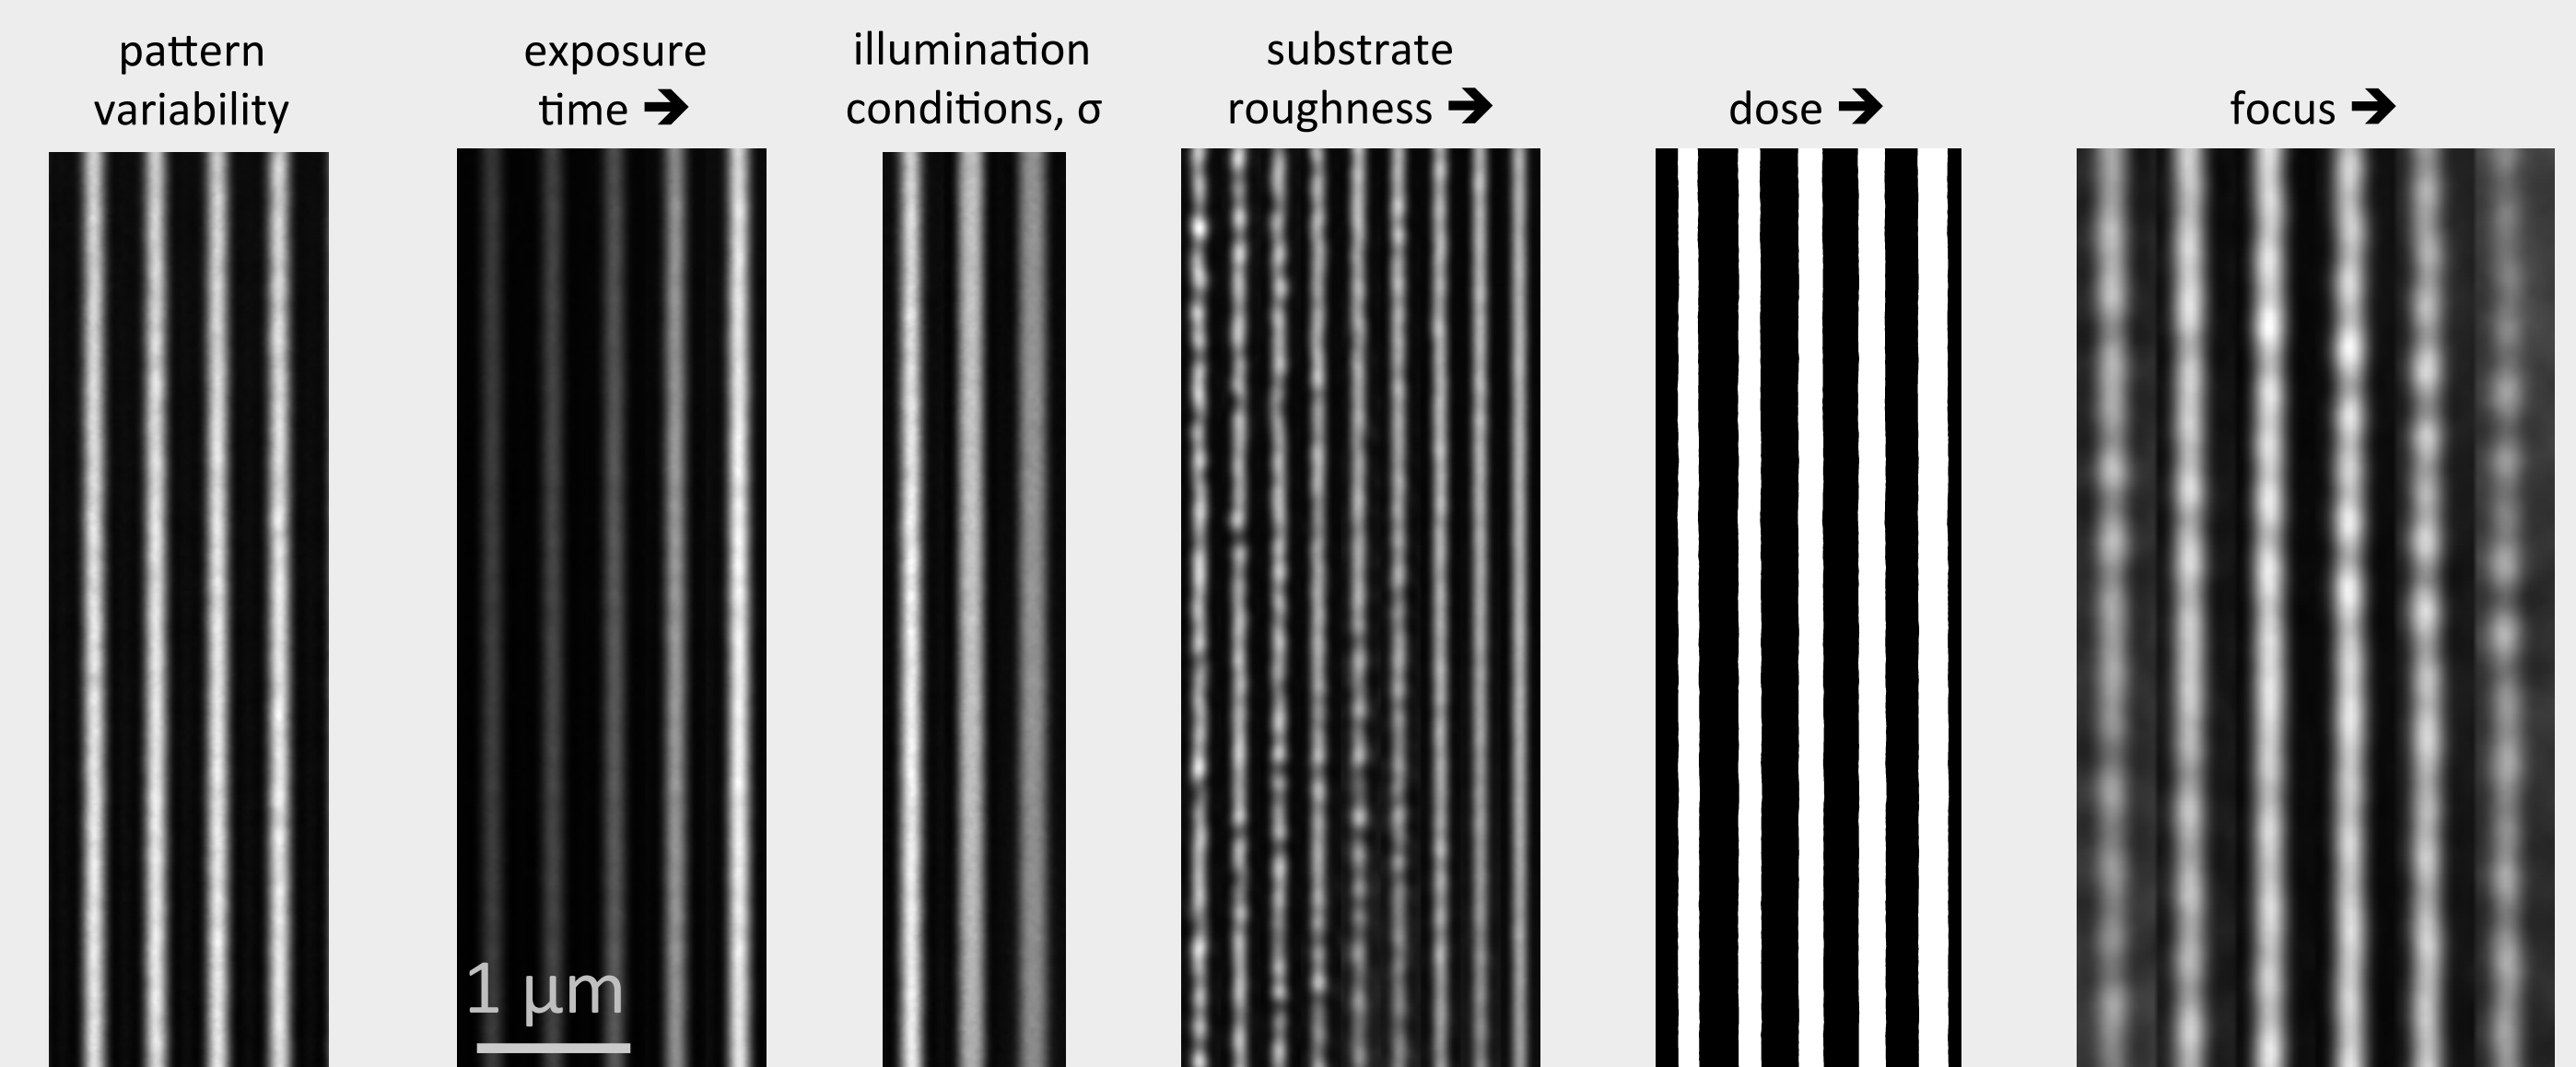 pattern
variability
exposure
time ➔
illumination
conditions, σ
substrate
roughness ➔
dose ➔
focus ➔
1 µm